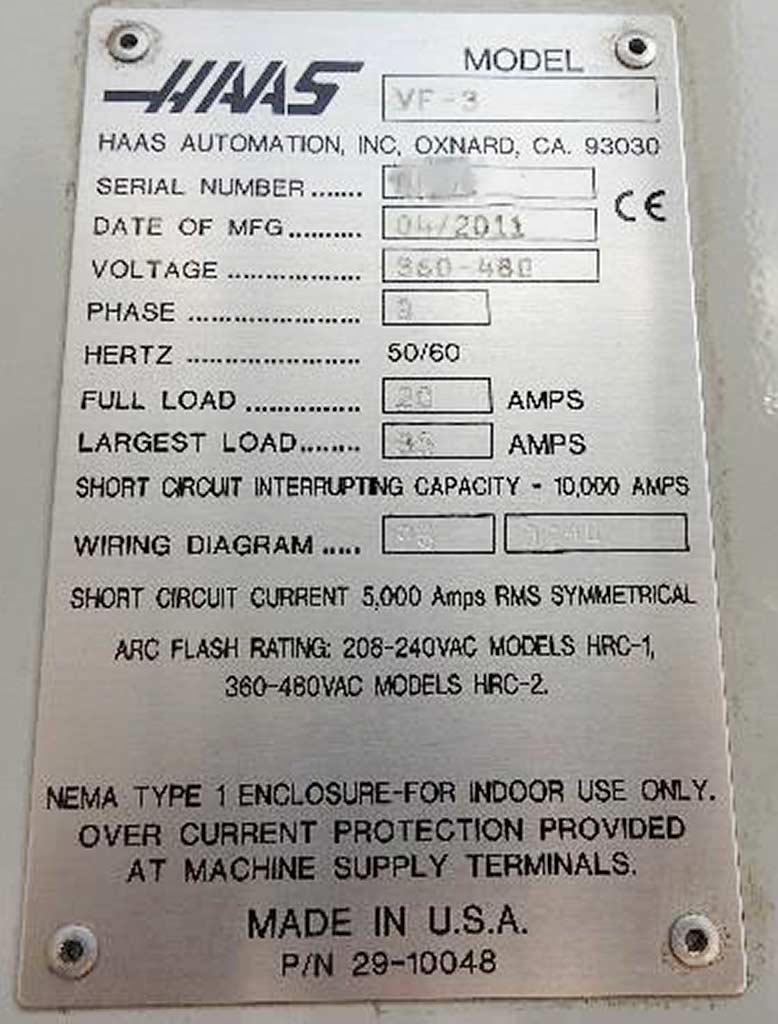 HAAS
MODEL
VF-3
HAAS AUTOMATION, INC, OXNARD, CA. 93030
SERIAL NUMBER.......
CE
DATE OF MFG.......... 04/2011
VOLTAGE ................... 360-480
PHASE ......................... 3
HERTZ ......................... 50/60
FULL LOAD ................ 20 AMPS
LARGEST LOAD........ AMPS
SHORT CIRCUIT INTERRUPTING CAPACITY - 10,000 AMPS
WIRING DIAGRAM .....
SHORT CIRCUIT CURRENT 5,000 Amps RMS SYMMETRICAL
ARC FLASH RATING: 208-240VAC MODELS HRC-1,
360-480VAC MODELS HRC-2.
NEMA TYPE 1 ENCLOSURE-FOR INDOOR USE ONLY.
OVER CURRENT PROTECTION PROVIDED
AT MACHINE SUPPLY TERMINALS.
MADE IN U.S.A.
P/N 29-10048